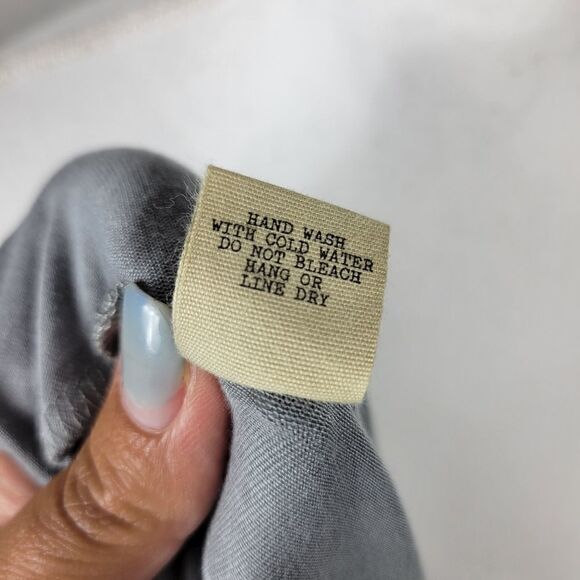 HAND WASH
WITH COLD WATER
DO NOT BLEACH
HANG OR
LINE DRY